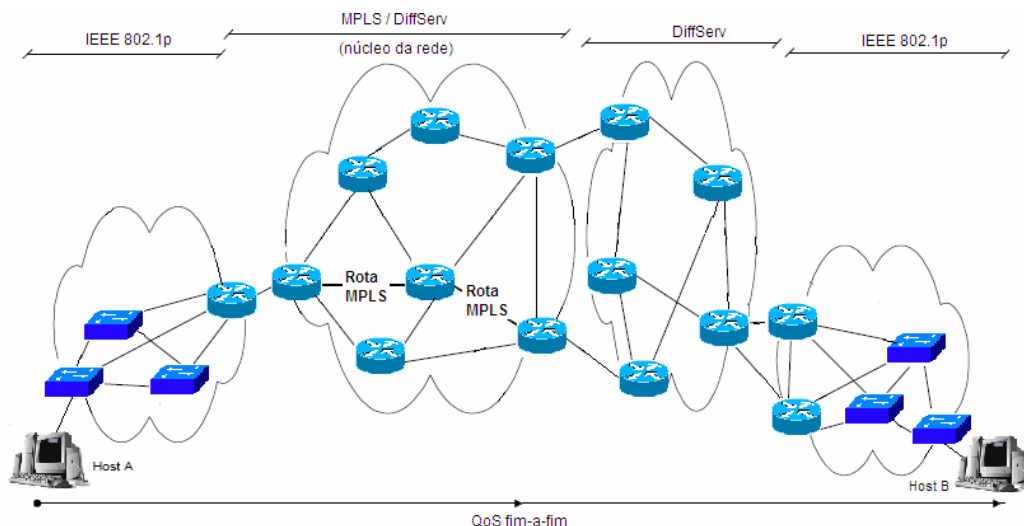 MPLS / DiffServ
IEEE 802.1p
(núcleo da rede)
DiffServ
IEEE 802.1p
Rota
MPLS
Rota
MPLS
Host A
Host B
QoS fim-a-fim